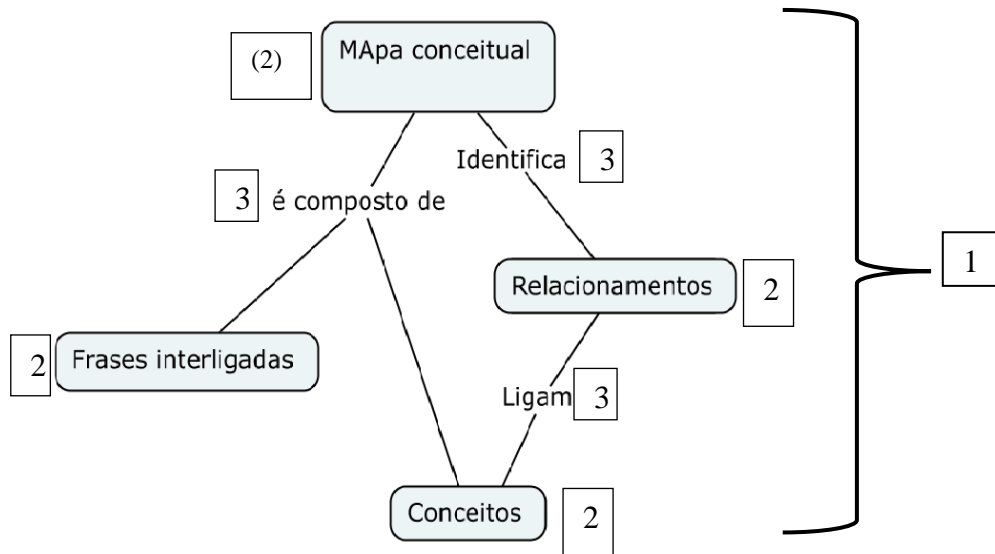 (2)
MApa conceitual
Identifica 3
3 é composto de
1
Relacionamentos 2
2 Frases interligadas
Ligam 3
Conceitos 2